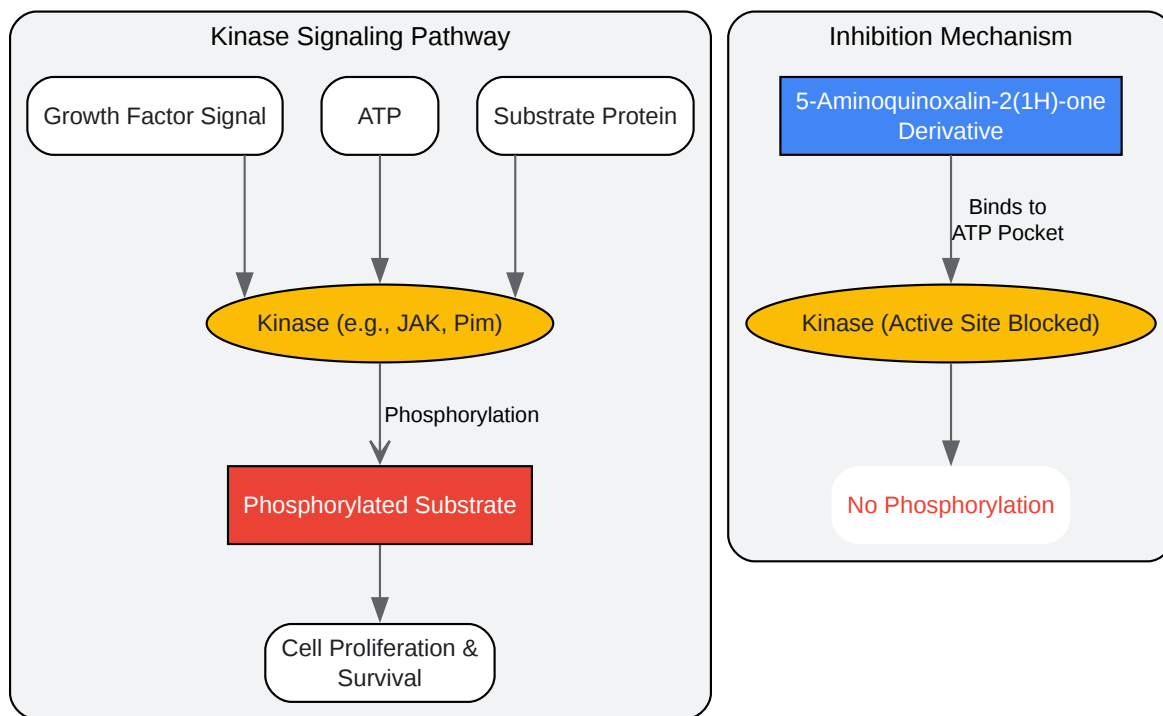 Kinase Signaling Pathway
Growth Factor Signal
ATP
Substrate Protein
Kinase (e.g., JAK, Pim)
Phosphorylation
Phosphorylated Substrate
Cell Proliferation &
Survival
Inhibition Mechanism
5-Aminoquinoxalin-2(1H)-one
Derivative
Binds to
ATP Pocket
Kinase (Active Site Blocked)
No Phosphorylation